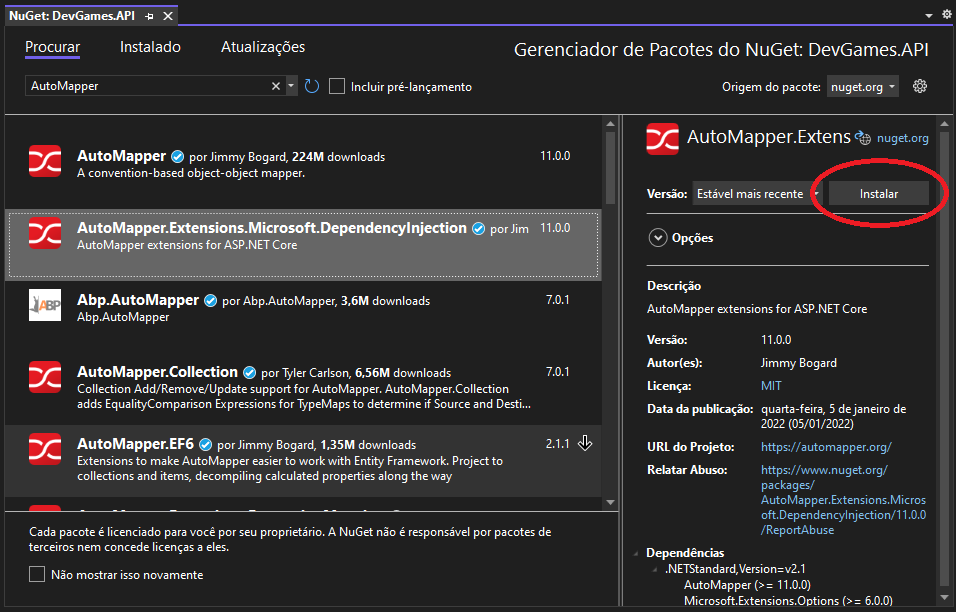 NuGet: DevGames.API
Procurar Instalado Atualizações
Gerenciador de Pacotes do NuGet: DevGames.API
AutoMapper
Incluir pré-lançamento
Origem do pacote: nuget.org
AutoMapper por Jimmy Bogard, 224M downloads 11.0.0
A convention-based object-object mapper.
AutoMapper.Extensions.Microsoft.DependencyInjection por Jim 11.0.0
AutoMapper extensions for ASP.NET Core
ABP
Abp.AutoMapper por Abp.AutoMapper, 3,6M downloads 7.0.1
Abp.AutoMapper
AutoMapper.Collection por Tyler Carlson, 6,56M downloads 7.0.1
Collection Add/Remove/Update support for AutoMapper. AutoMapper.Collection
adds EqualityComparison Expressions for TypeMaps to determine if Source and Desti...
AutoMapper.EF6 por Jimmy Bogard, 1,35M downloads 2.1.1
Extensions to make AutoMapper easier to work with Entity Framework. Project to
collections and items, decompiling calculated properties along the way
Cada pacote é licenciado para você por seu proprietário. A NuGet não é responsável por pacotes de
terceiros nem concede licenças a eles.
Não mostrar isso novamente
AutoMapper.Extens nuget.org
Versão: Estável mais recente Instalar
Opções
Descrição
AutoMapper extensions for ASP.NET Core
Versão: 11.0.0
Autor(es): Jimmy Bogard
Licença: MIT
Data da publicação: quarta-feira, 5 de janeiro de
2022 (05/01/2022)
URL do Projeto: https://automapper.org/
Relatar Abuso: https://www.nuget.org/
packages/
AutoMapper.Extensions.Micros
oft.DependencyInjection/11.0.0
/ReportAbuse
Dependências
.NETStandard,Version=v2.1
AutoMapper (>= 11.0.0)
Microsoft.Extensions.Options (>= 6.0.0)